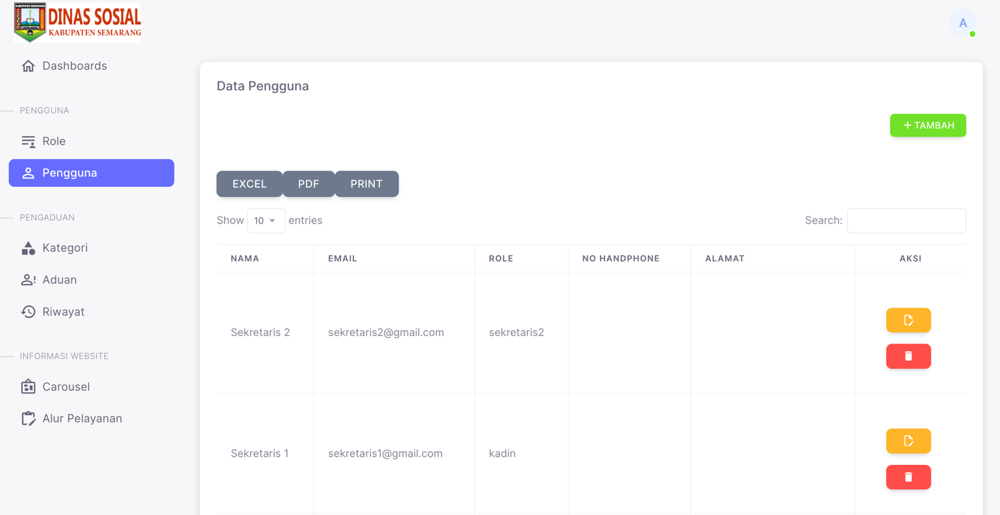 KABUPATEN SEMARANG
DINAS SOSIAL
KABUPATEN SEMARANG
A
Dashboards
PENGGUNA
Role
Pengguna
PENGADUAN
Kategori
Aduan
Riwayat
INFORMASI WEBSITE
Carousel
Alur Pelayanan
Data Pengguna
+ TAMBAH
EXCEL PDF PRINT
Show 10 entries Search:
NAMA EMAIL ROLE NO HANDPHONE ALAMAT AKSI
Sekretaris 2 sekretaris2@gmail.com sekretaris2
Sekretaris 1 sekretaris1@gmail.com kadin